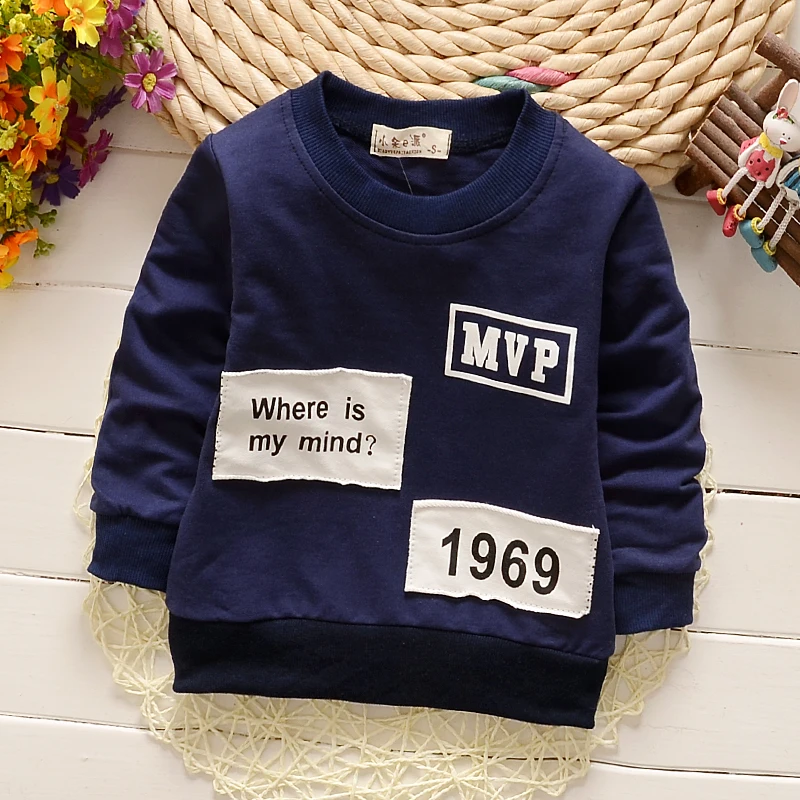 -S-
MVP
Where is
my mind?
1969